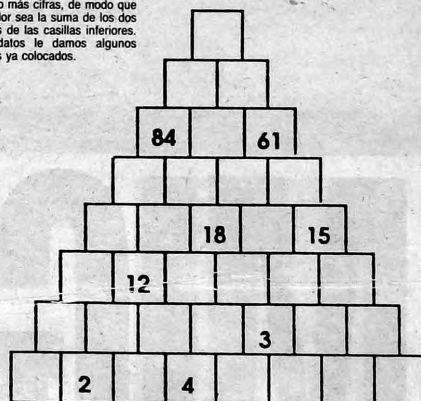 o más cifras, de modo que
lor sea la suma de los dos
s de las casillas inferiores.
datos le damos algunos
s ya colocados.
84 61
18 15
12
3
2 4